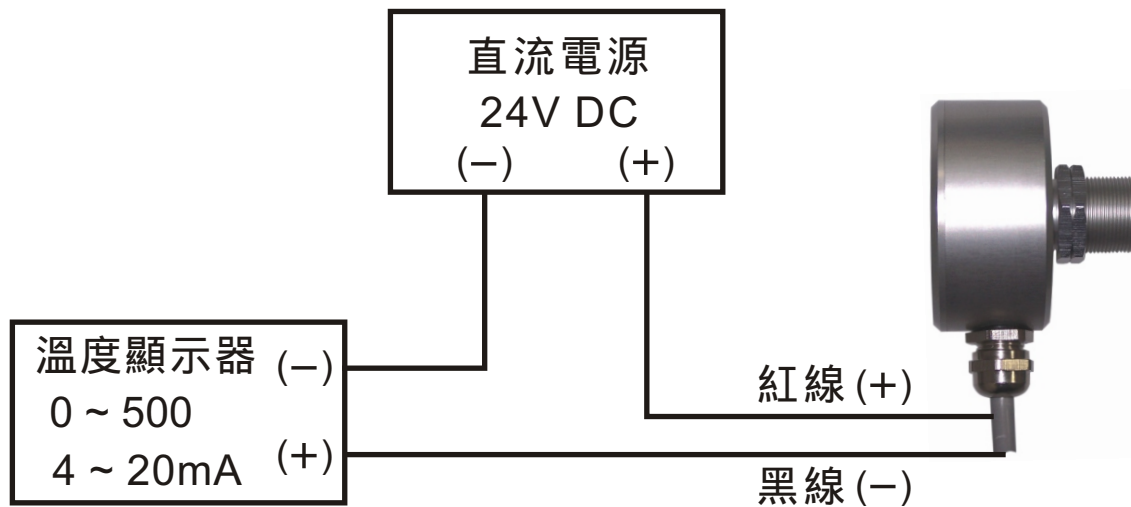 直流電源
24V DC
(−) (+)
溫度顯示器 (−)
0 ~ 500
4 ~ 20mA (+)
紅線 (+)
黑線 (−)